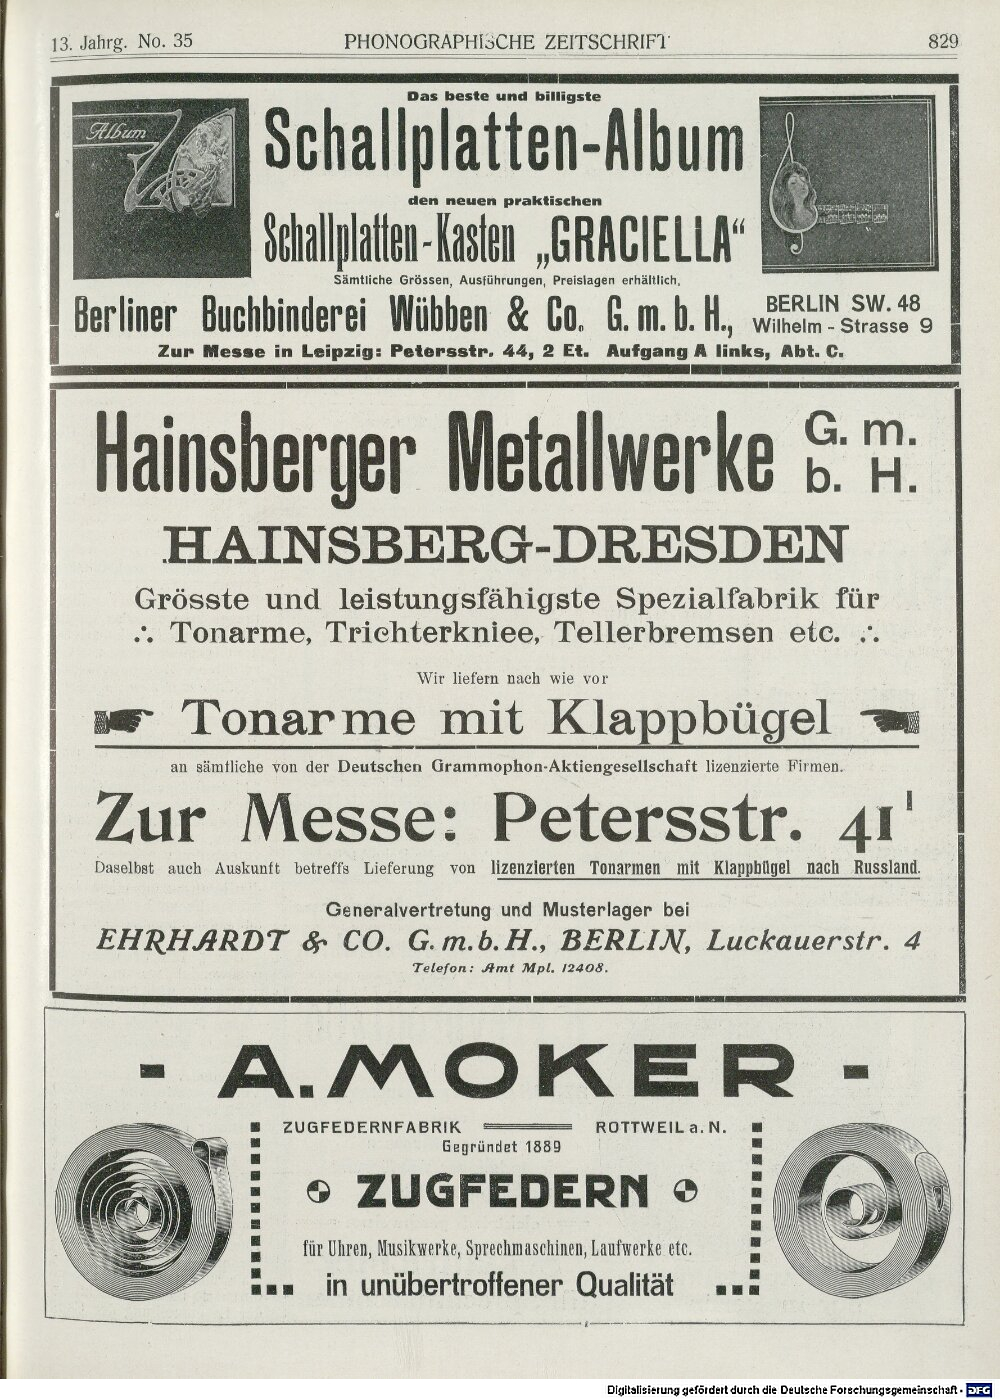 13. Jahrg. No. 35 PHONOGRAPHISCHE ZEITSCHRIFT 829
Das beste und billigste
Album
Schallplatten-Album
den neuen praktischen
Schallplatten-Kasten „GRACIELLA“
Sämtliche Grössen, Ausführungen, Preislagen erhältlich.
Berliner Buchbinderei Wübben & Co. G. m. b. H., BERLIN SW. 48
Wilhelm - Strasse 9
Zur Messe in Leipzig: Petersstr. 44, 2 Et. Aufgang A links, Abt. C.
Hainsberger Metallwerke G. m.
b. H.
HAINSBERG-DRESDEN
Grösste und leistungsfähigste Spezialfabrik für
∴ Tonarme, Trichterkniee, Tellerbremsen etc. ∴
Wir liefern nach wie vor
Tonarme mit Klappbügel
an sämtliche von der Deutschen Grammophon-Aktiengesellschaft lizenzierte Firmen.
Zur Messe: Petersstr. 41 I
Daselbst auch Auskunft betreffs Lieferung von lizenzierten Tonarmen mit Klappbügel nach Russland.
Generalvertretung und Musterlager bei
EHRHARDT & CO. G. m. b. H., BERLIN, Luckauerstr. 4
Telefon: Amt Mpl. 12408.
- A. MOKER -
ZUGFEDERNFABRIK ROTTWEIL a. N.
Gegründet 1889
ZUGFEDERN
für Uhren, Musikwerke, Sprechmaschinen, Laufwerke etc.
in unübertroffener Qualität
Digitalisierung gefördert durch die Deutsche Forschungsgemeinschaft - DFG